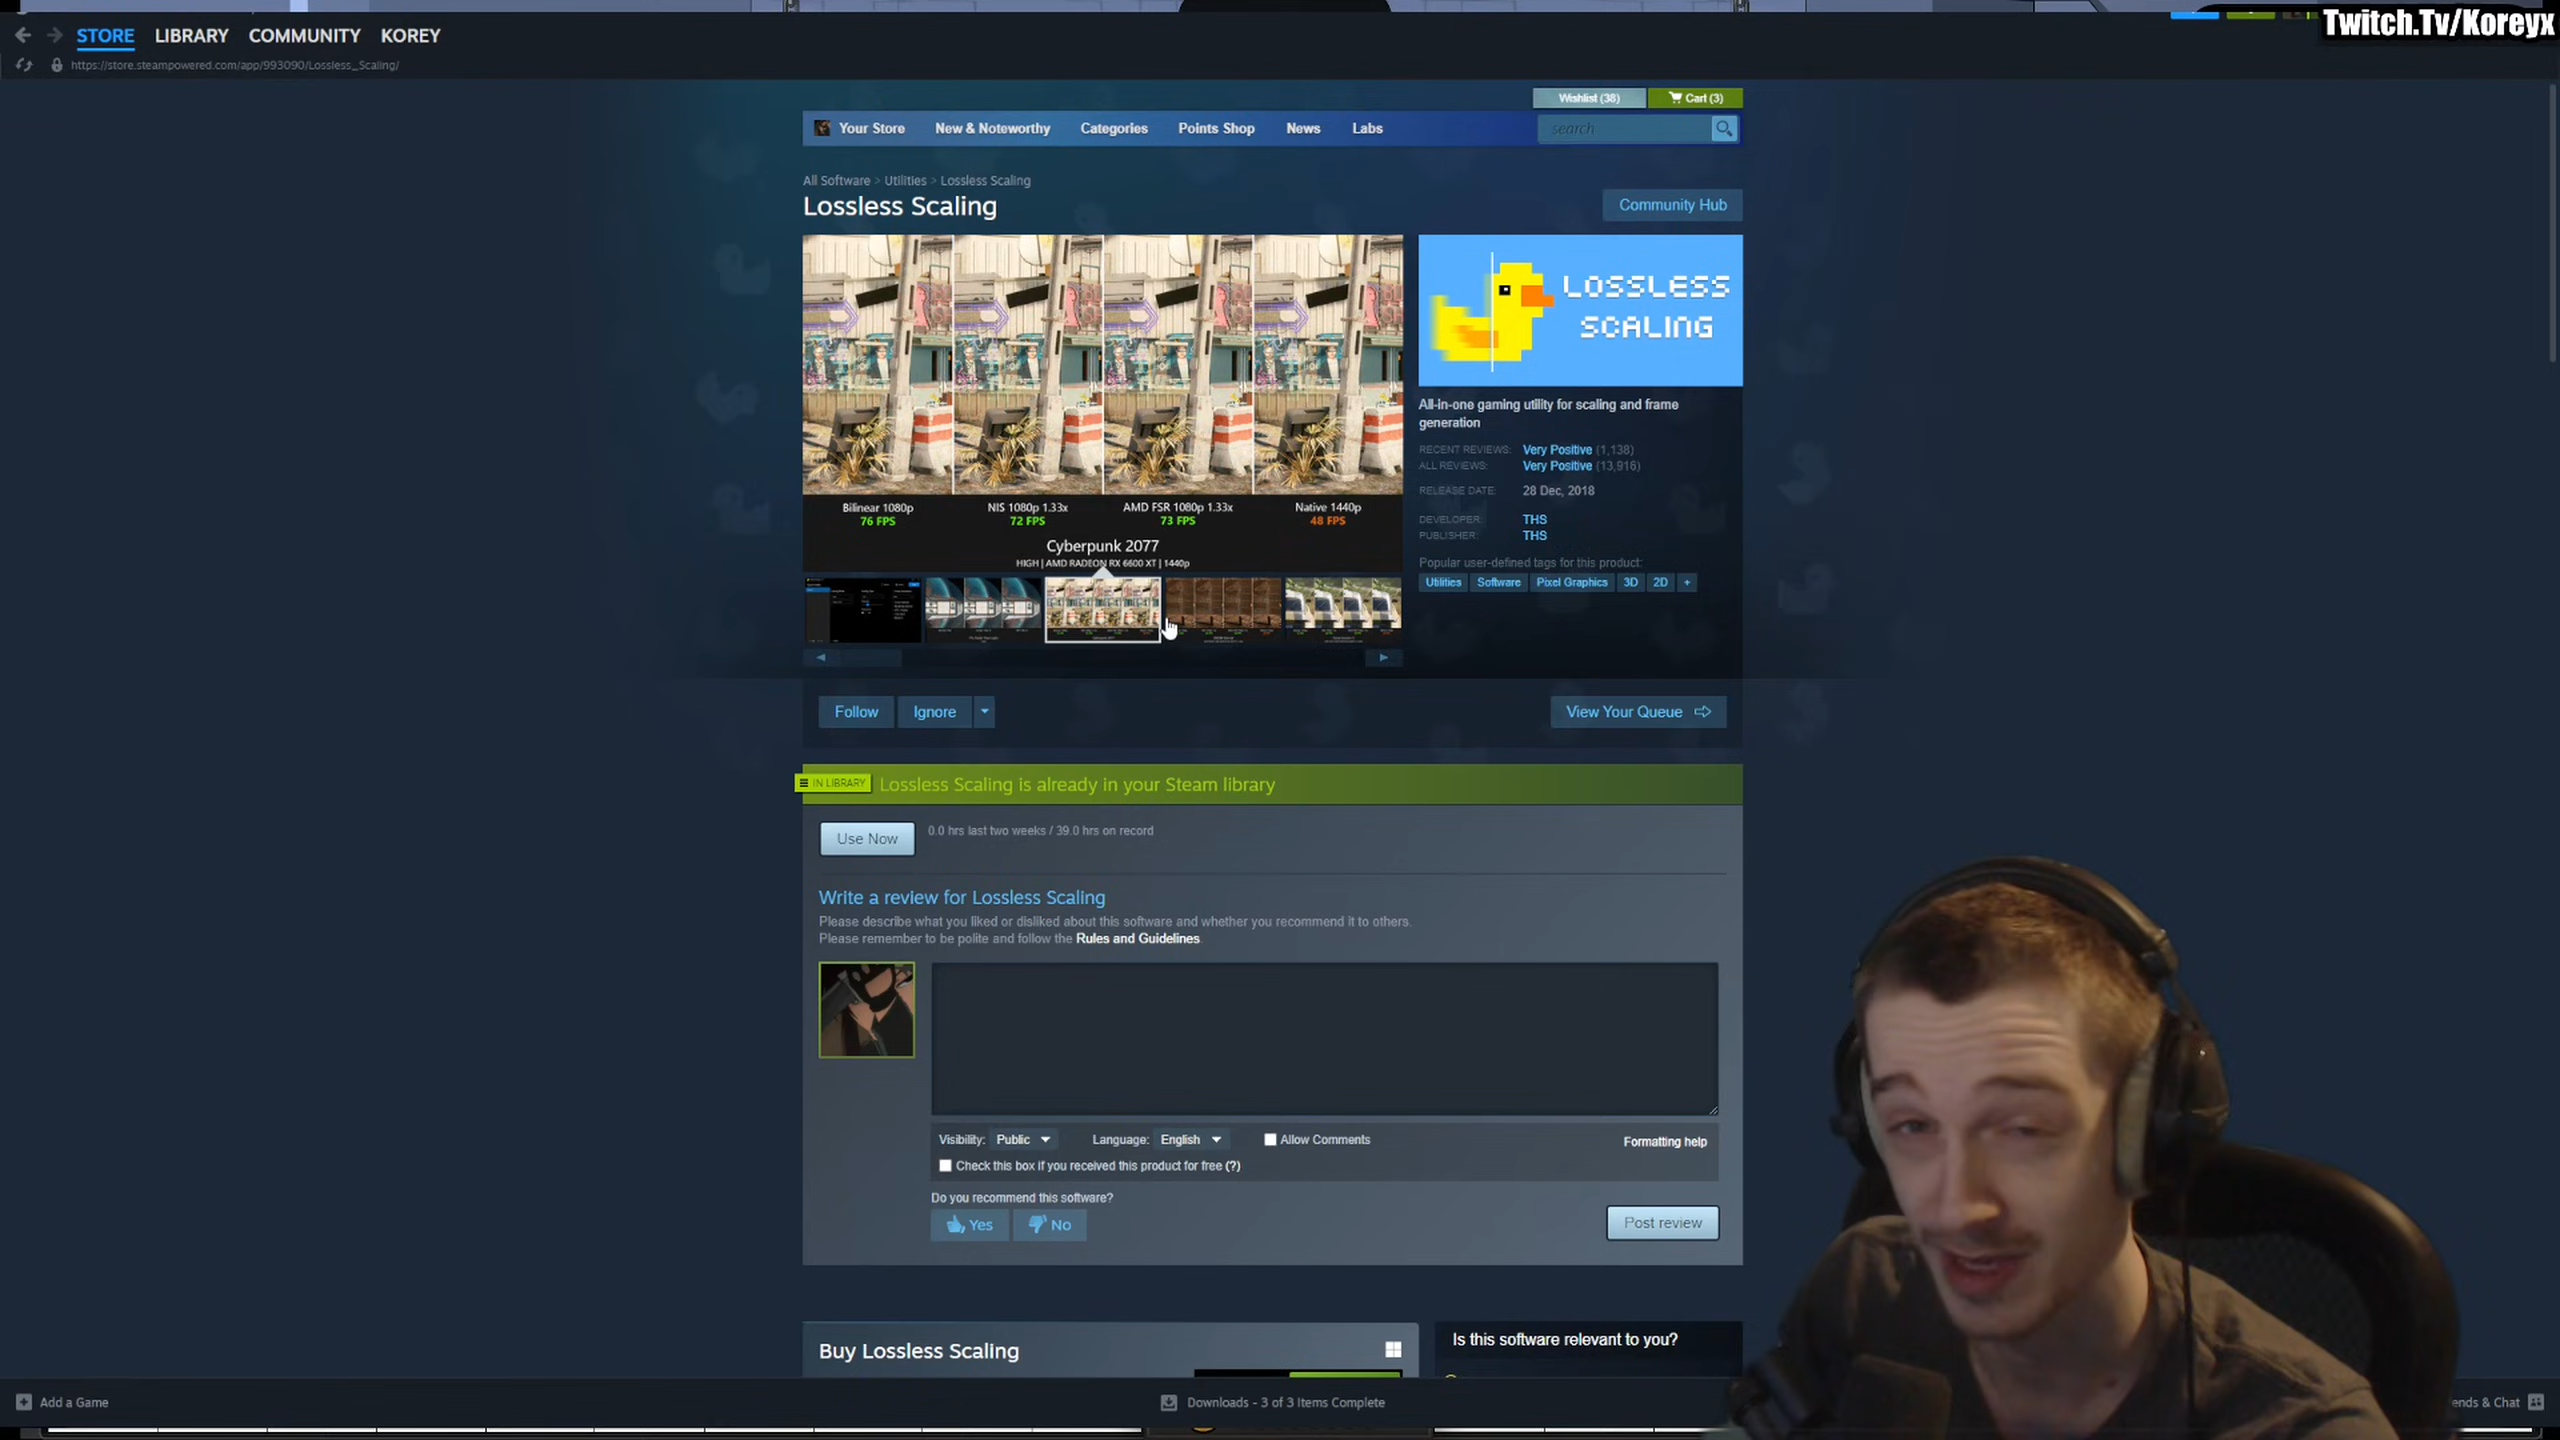 Twitch.Tv/Koreyx
STORE LIBRARY COMMUNITY KOREY
https://store.steampowered.com/app/993090/Lossless_Scaling/
Wishlist (38) Cart (3)
Your Store New & Noteworthy Categories Points Shop News Labs search
All Software > Utilities > Lossless Scaling
Lossless Scaling
Community Hub
LOSSLESS
SCALING
Bilinear 1080p NIS 1080p 1.33x AMD FSR 1080p 1.33x Native 1440p
76 FPS 72 FPS 73 FPS 48 FPS
Cyberpunk 2077
HIGH | AMD RADEON RX 6600 XT | 1440p
All-in-one gaming utility for scaling and frame
generation
RECENT REVIEWS: Very Positive (1,138)
ALL REVIEWS: Very Positive (13,916)
RELEASE DATE: 28 Dec, 2018
DEVELOPER: THS
PUBLISHER: THS
Popular user-defined tags for this product:
Utilities Software Pixel Graphics 3D 2D +
Follow Ignore View Your Queue
IN LIBRARY Lossless Scaling is already in your Steam library
Use Now 0.0 hrs last two weeks / 39.0 hrs on record
Write a review for Lossless Scaling
Please describe what you liked or disliked about this software and whether you recommend it to others.
Please remember to be polite and follow the Rules and Guidelines
Visibility: Public Language: English Allow Comments Formatting help
Check this box if you received this product for free (?)
Do you recommend this software?
Yes No Post review
Buy Lossless Scaling
Is this software relevant to you?
Add a Game Downloads - 3 of 3 Items Complete ends & Chat